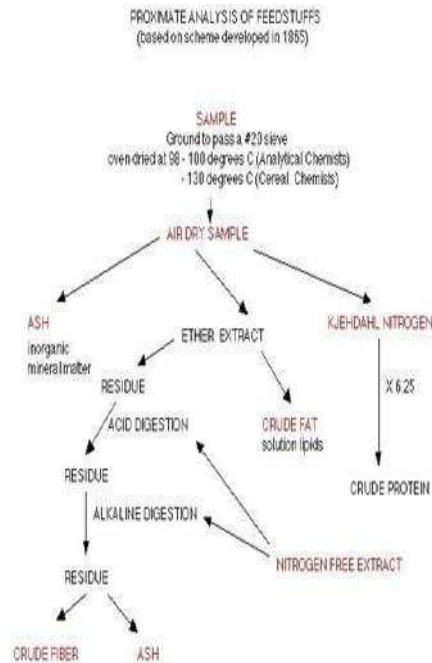 PROXIMATE ANALYSIS OF FEEDSTUFFS
(based on scheme developed in 1865)
SAMPLE
Ground to pass a #20 sieve
oven dried at 98 - 100 degrees C (Analytical Chemists)
- 130 degrees C (Cereal Chemists)
AIR DRY SAMPLE
ASH
inorganic
mineral matter
ETHER EXTRACT
KJEHDAHL NITROGEN
RESIDUE
X 6.25
ACID DIGESTION
CRUDE FAT
solution lipids
RESIDUE
CRUDE PROTEIN
ALKALINE DIGESTION
NITROGEN FREE EXTRACT
RESIDUE
CRUDE FIBER
ASH